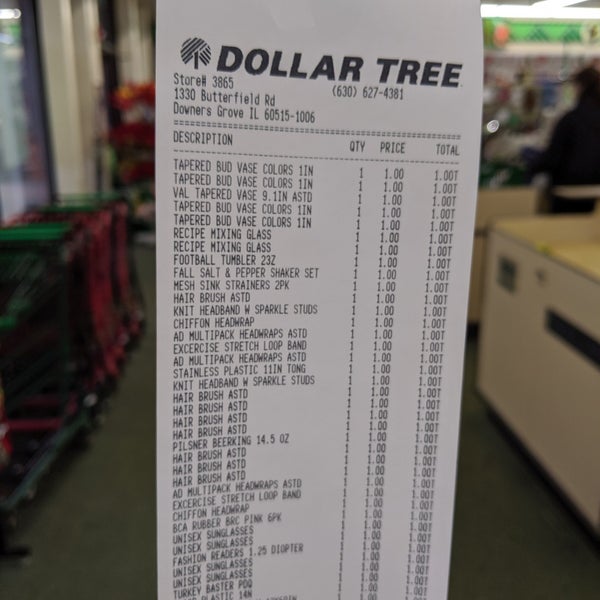 DOLLAR TREE
Store# 3865 (630) 627-4381
1330 Butterfield Rd
Downers Grove IL 60515-1006
DESCRIPTION QTY PRICE TOTAL
TAPERED BUD VASE COLORS 1IN 1 1.00 1.00T
TAPERED BUD VASE COLORS 1IN 1 1.00 1.00T
VAL TAPERED VASE 9.1IN ASTD 1 1.00 1.00T
TAPERED BUD VASE COLORS 1IN 1 1.00 1.00T
TAPERED BUD VASE COLORS 1IN 1 1.00 1.00T
RECIPE MIXING GLASS 1 1.00 1.00T
RECIPE MIXING GLASS 1 1.00 1.00T
FOOTBALL TUMBLER 23Z 1 1.00 1.00T
FALL SALT & PEPPER SHAKER SET 1 1.00 1.00T
MESH SINK STRAINERS 2PK 1 1.00 1.00T
HAIR BRUSH ASTD 1 1.00 1.00T
KNIT HEADBAND W SPARKLE STUDS 1 1.00 1.00T
CHIFFON HEADWRAP 1 1.00 1.00T
AD MULTIPACK HEADWRAPS ASTD 1 1.00 1.00T
EXCERCISE STRETCH LOOP BAND 1 1.00 1.00T
AD MULTIPACK HEADWRAPS ASTD 1 1.00 1.00T
STAINLESS PLASTIC 11IN TONG 1 1.00 1.00T
KNIT HEADBAND W SPARKLE STUDS 1 1.00 1.00T
HAIR BRUSH ASTD 1 1.00 1.00T
HAIR BRUSH ASTD 1 1.00 1.00T
HAIR BRUSH ASTD 1 1.00 1.00T
HAIR BRUSH ASTD 1 1.00 1.00T
PILSNER BEERKING 14.5 OZ 1 1.00 1.00T
HAIR BRUSH ASTD 1 1.00 1.00T
HAIR BRUSH ASTD 1 1.00 1.00T
HAIR BRUSH ASTD 1 1.00 1.00T
AD MULTIPACK HEADWRAPS ASTD 1 1.00 1.00T
EXCERCISE STRETCH LOOP BAND 1 1.00 1.00T
CHIFFON HEADWRAP 1 1.00 1.00T
BCA RUBBER BRC PINK 6PK 1 1.00 1.00T
UNISEX SUNGLASSES 1 1.00 1.00T
UNISEX SUNGLASSES 1 1.00 1.00T
FASHION READERS 1.25 DIOPTER 1 1.00 1.00T
UNISEX SUNGLASSES 1 1.00 1.00T
UNISEX SUNGLASSES 1 1.00 1.00T
TURKEY BASTER PDQ 1 1.00 1.00T
PLASTIC 14N 1 1.00 1.00T